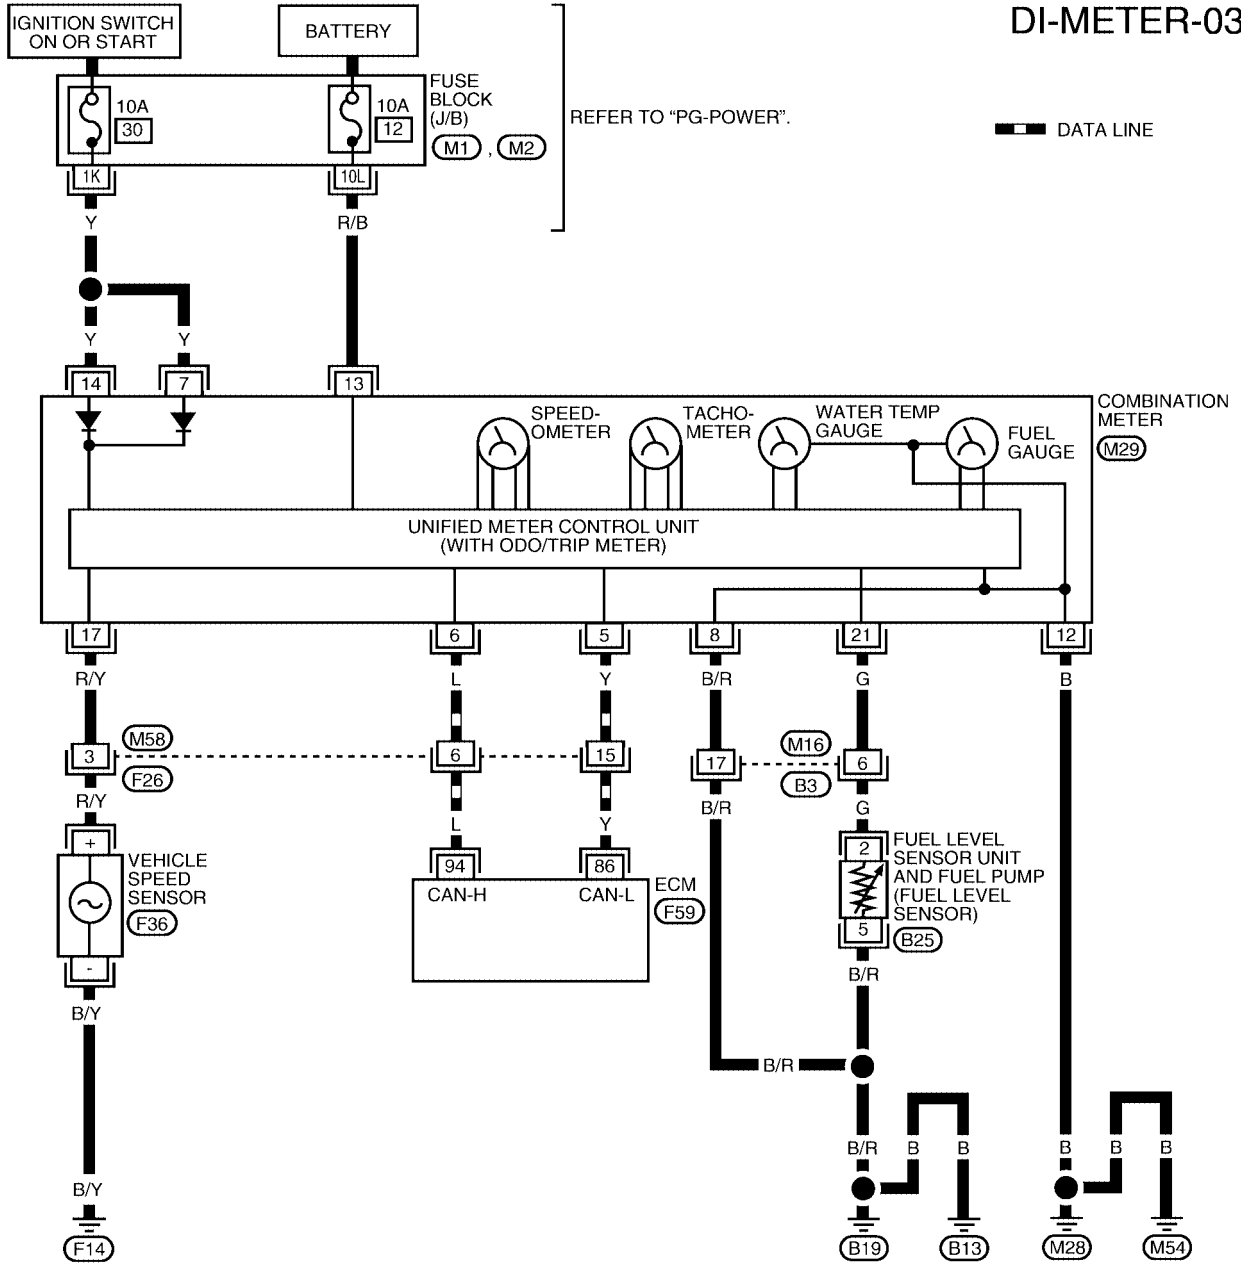 DI-METER-03
IGNITION SWITCH
ON OR START
BATTERY
10A
30
10A
12
FUSE
BLOCK
(J/B)
M1 , M2
REFER TO “PG-POWER”.
DATA LINE
1K
10L
Y
R/B
Y
Y
14
7
13
SPEED-
OMETER
TACHO-
METER
WATER TEMP
GAUGE
FUEL
GAUGE
COMBINATION
METER
M29
UNIFIED METER CONTROL UNIT
(WITH ODO/TRIP METER)
17
6
5
8
21
12
R/Y
L
Y
B/R
G
B
M58
3
F26
6
15
17
M16
B3
6
R/Y
L
Y
B/R
G
+
VEHICLE
SPEED
SENSOR
F36
-
94
86
CAN-H
CAN-L
ECM
F59
2
FUEL LEVEL
SENSOR UNIT
AND FUEL PUMP
(FUEL LEVEL
SENSOR)
5
B25
B/Y
B/R
B/R
B/R
B
B
B
B
B
B/Y
F14
B19
B13
M28
M54